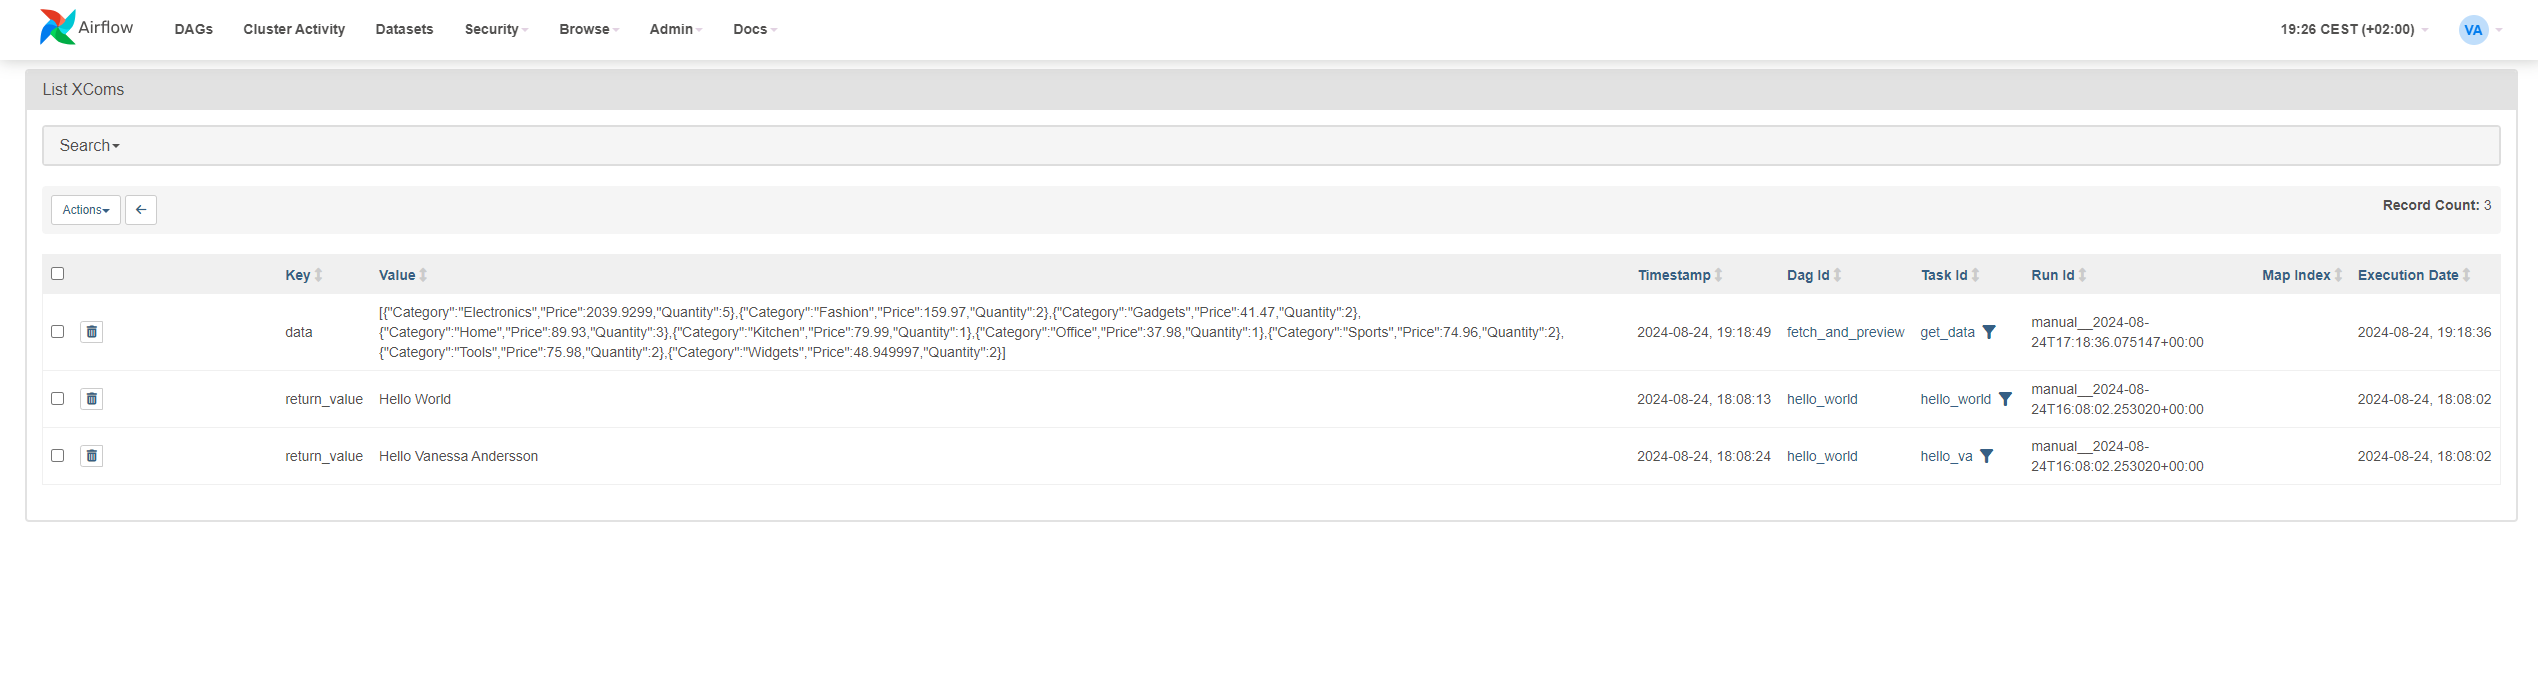 Airflow DAGs Cluster Activity Datasets Security Browse Admin Docs 19:26 CEST (+02:00) VA
List XComs
Search
Actions Record Count: 3
Key Value Timestamp Dag Id Task Id Run Id Map Index Execution Date
data [{"Category":"Electronics","Price":2039.9299,"Quantity":5},{"Category":"Fashion","Price":159.97,"Quantity":2},{"Category":"Gadgets","Price":41.47,"Quantity":2},
{"Category":"Home","Price":89.93,"Quantity":3},{"Category":"Kitchen","Price":79.99,"Quantity":1},{"Category":"Office","Price":37.98,"Quantity":1},{"Category":"Sports","Price":74.96,"Quantity":2},
{"Category":"Tools","Price":75.98,"Quantity":2},{"Category":"Widgets","Price":48.949997,"Quantity":2}]
2024-08-24, 19:18:49 fetch_and_preview get_data
manual__2024-08-
24T17:18:36.075147+00:00
2024-08-24, 19:18:36
return_value Hello World 2024-08-24, 18:08:13 hello_world hello_world
manual__2024-08-
24T16:08:02.253020+00:00
2024-08-24, 18:08:02
return_value Hello Vanessa Andersson 2024-08-24, 18:08:24 hello_world hello_va
manual__2024-08-
24T16:08:02.253020+00:00
2024-08-24, 18:08:02